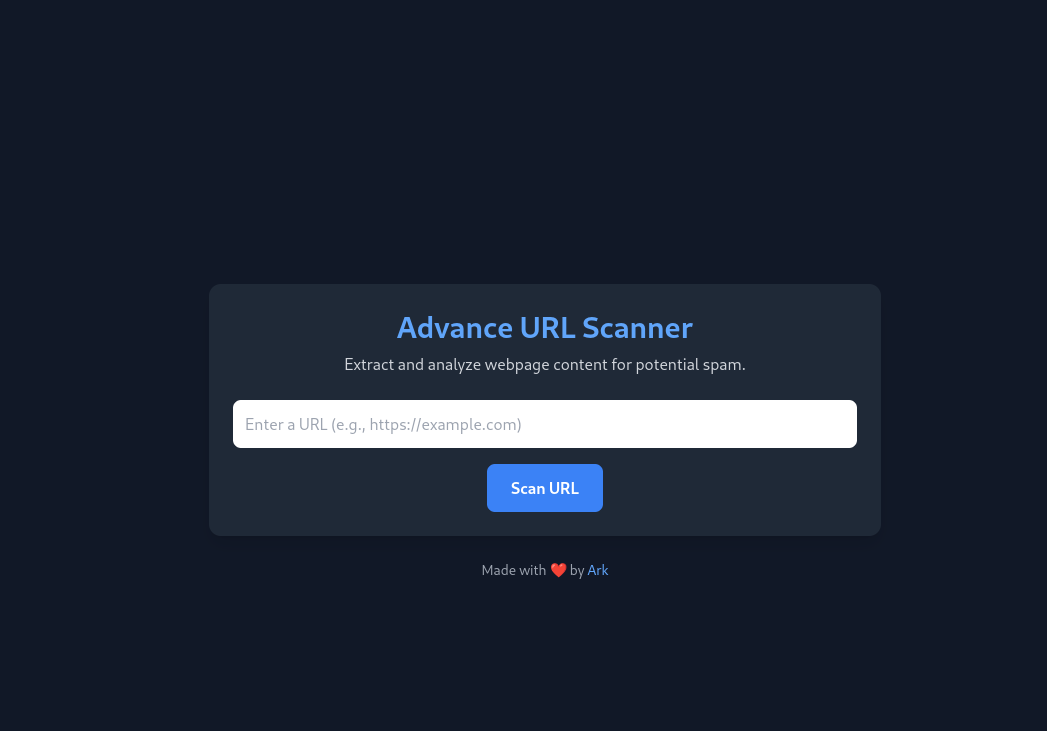 Advance URL Scanner
Extract and analyze webpage content for potential spam.
Enter a URL (e.g., https://example.com)
Scan URL
Made with ❤️ by Ark